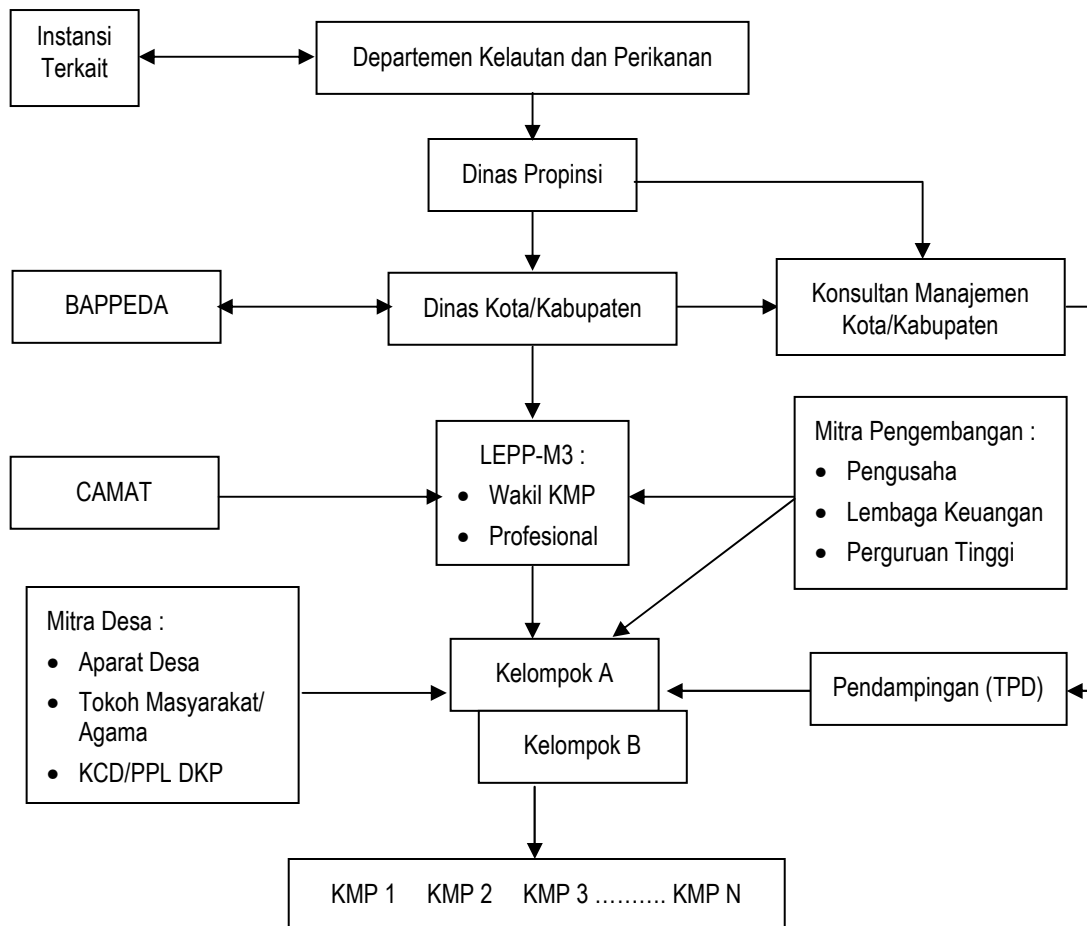 Instansi
Terkait
Departemen Kelautan dan Perikanan
Dinas Propinsi
BAPPEDA
Dinas Kota/Kabupaten
Konsultan Manajemen
Kota/Kabupaten
CAMAT
LEPP-M3 :
• Wakil KMP
• Profesional
Mitra Pengembangan :
• Pengusaha
• Lembaga Keuangan
• Perguruan Tinggi
Mitra Desa :
• Aparat Desa
• Tokoh Masyarakat/
Agama
• KCD/PPL DKP
Kelompok A
Kelompok B
Pendampingan (TPD)
KMP 1 KMP 2 KMP 3 .......... KMP N